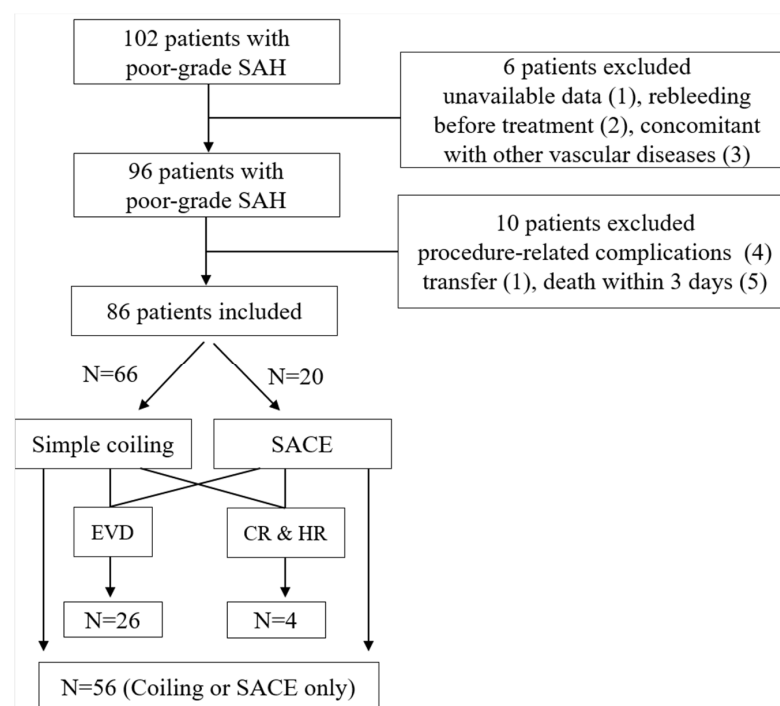 102 patients with
poor-grade SAH
6 patients excluded
unavailable data (1), rebleeding
before treatment (2), concomitant
with other vascular diseases (3)
96 patients with
poor-grade SAH
10 patients excluded
procedure-related complications (4)
transfer (1), death within 3 days (5)
86 patients included
N=66
N=20
Simple coiling
SACE
EVD
CR & HR
N=26
N=4
N=56 (Coiling or SACE only)